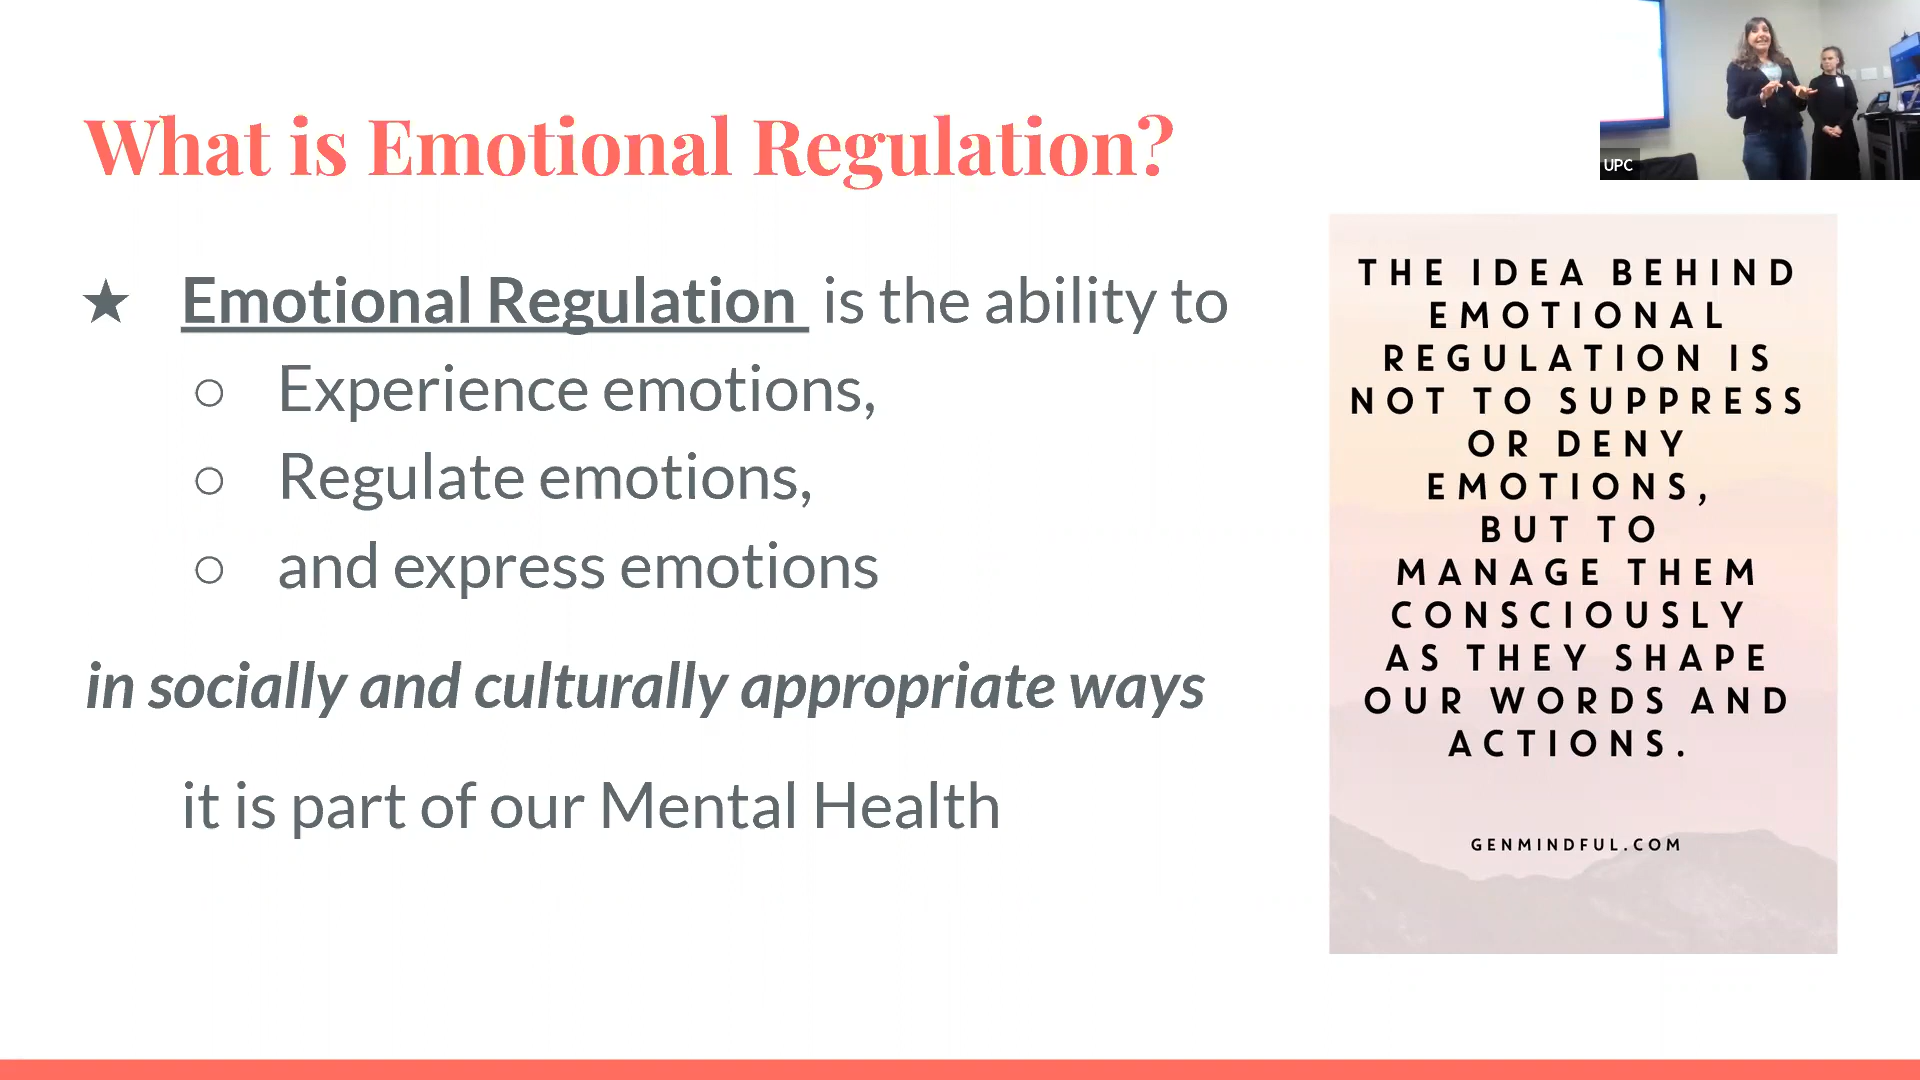 What is Emotional Regulation?
★ Emotional Regulation is the ability to
○ Experience emotions,
○ Regulate emotions,
○ and express emotions
in socially and culturally appropriate ways
it is part of our Mental Health
THE IDEA BEHIND
EMOTIONAL
REGULATION IS
NOT TO SUPPRESS
OR DENY
EMOTIONS,
BUT TO
MANAGE THEM
CONSCIOUSLY
AS THEY SHAPE
OUR WORDS AND
ACTIONS.
GENMINDFUL.COM
UPC